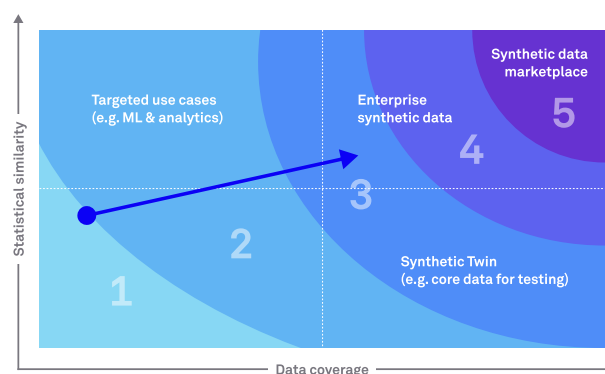 Synthetic data
marketplace
5
Targeted use cases
(e.g. ML & analytics)
Enterprise
synthetic data
4
3
2
1
Synthetic Twin
(e.g. core data for testing)
Statistical similarity
Data coverage